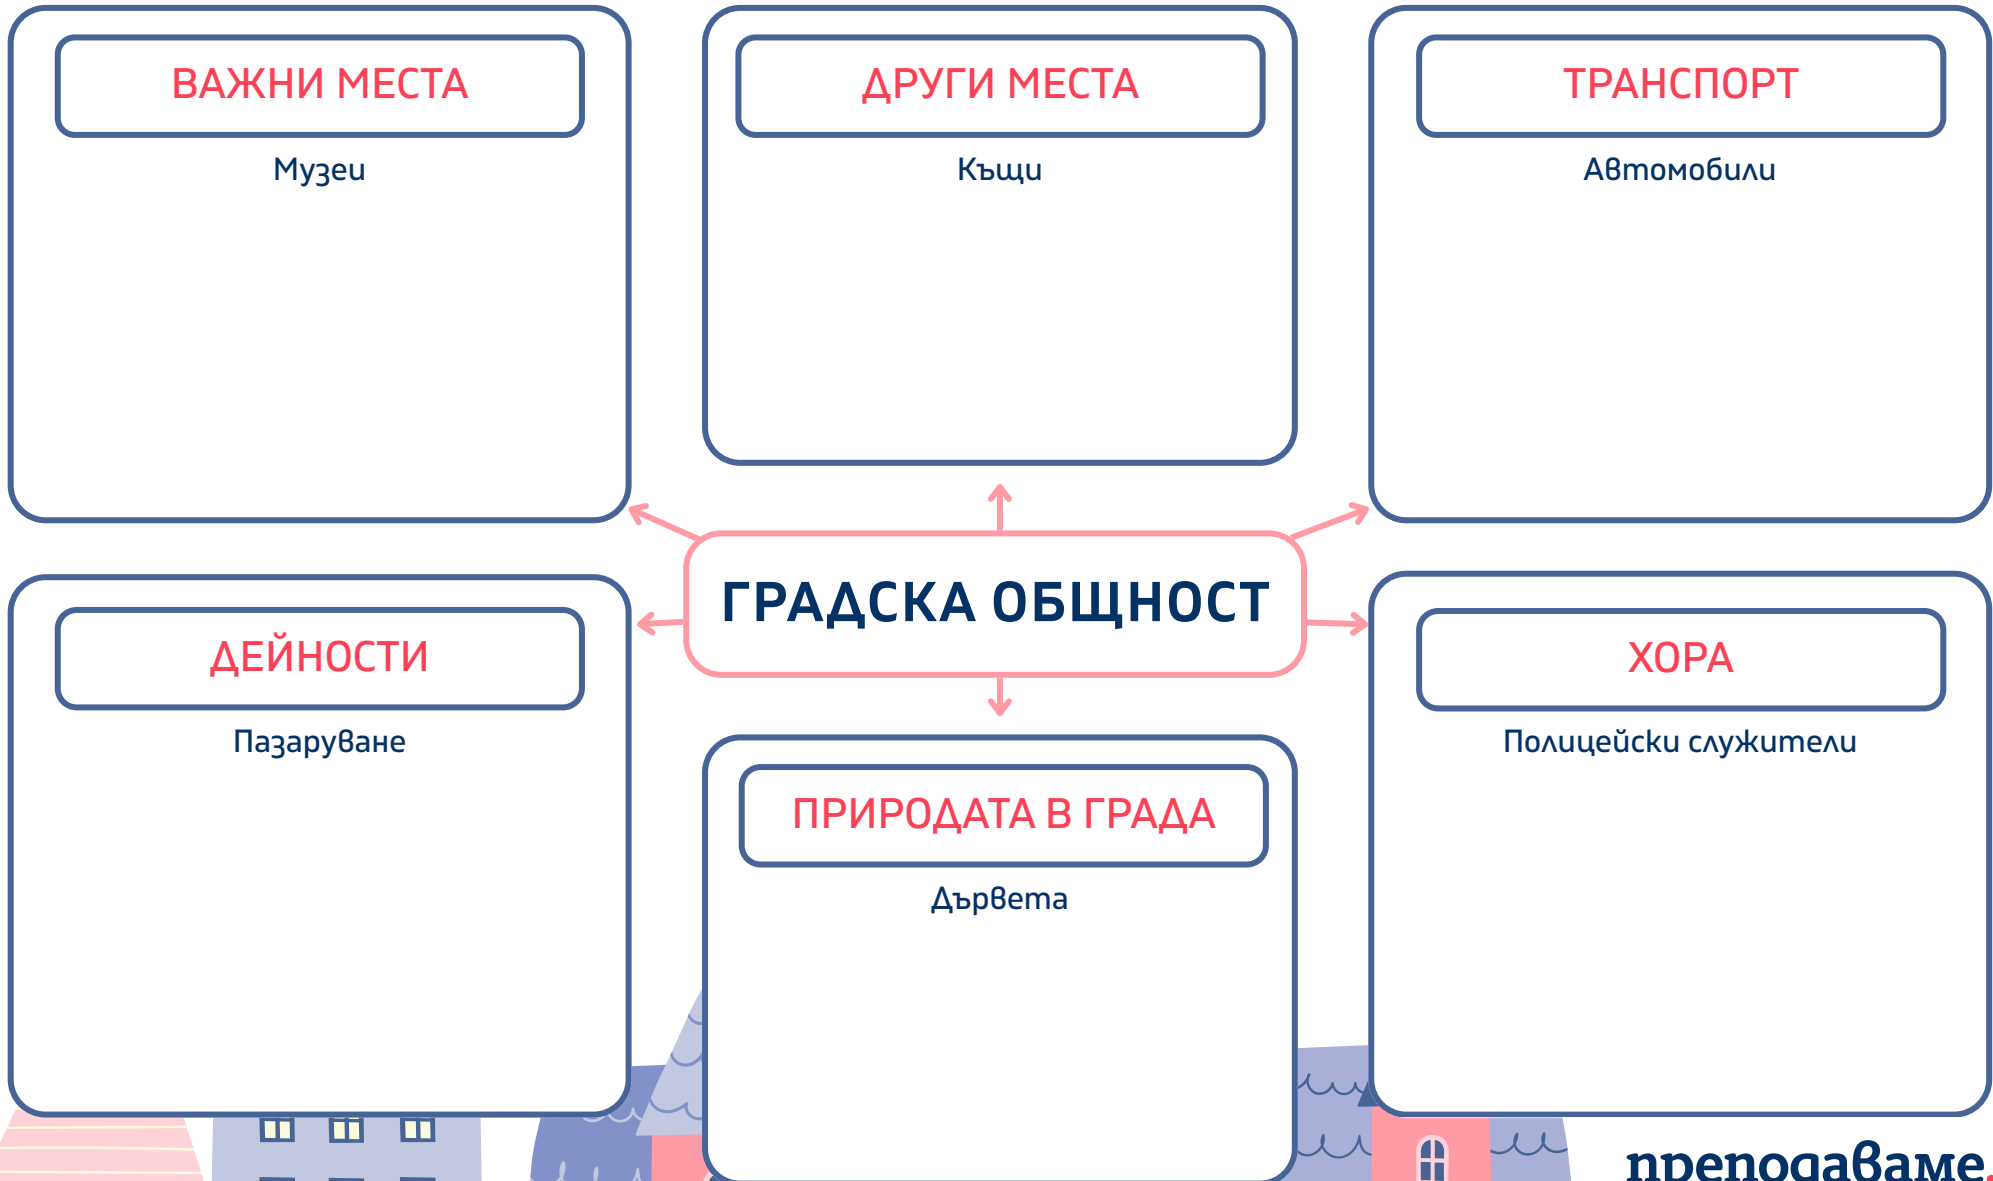 ВАЖНИ МЕСТА
Музеи
ДРУГИ МЕСТА
Къщи
ТРАНСПОРТ
Автомобили
ГРАДСКА ОБЩНОСТ
ДЕЙНОСТИ
Пазаруване
ПРИРОДАТА В ГРАДА
Дървета
ХОРА
Полицейски служители
преподаваме.